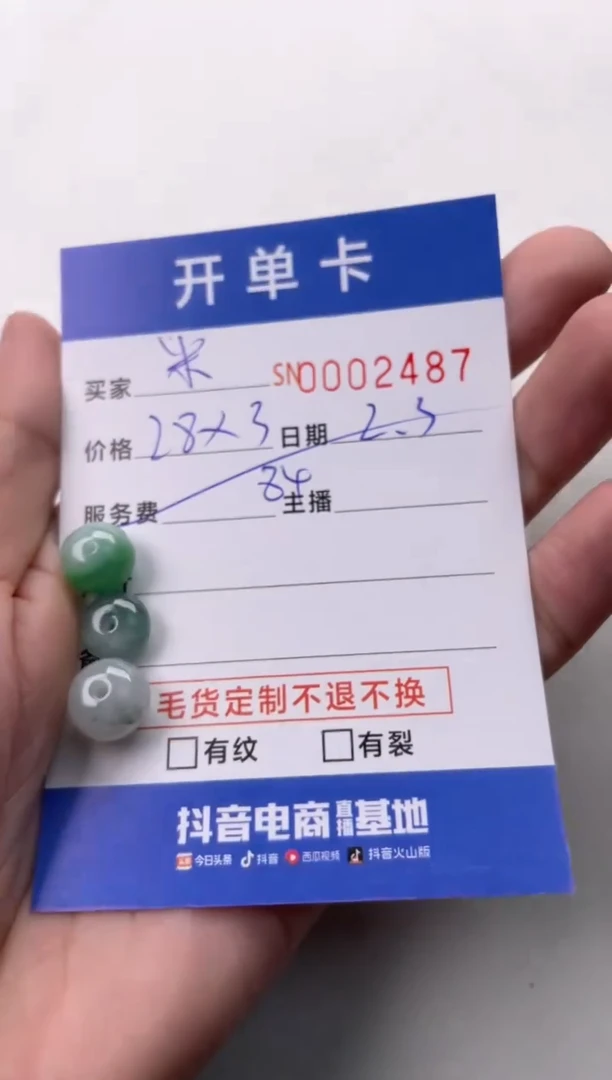 开单卡
买家 米 SN0002487
价格 28×3 日期 2.3
84
服务费 主播
毛货定制不退不换
有纹 有裂
抖音电商直播基地
今日头条 抖音 西瓜视频 抖音火山版